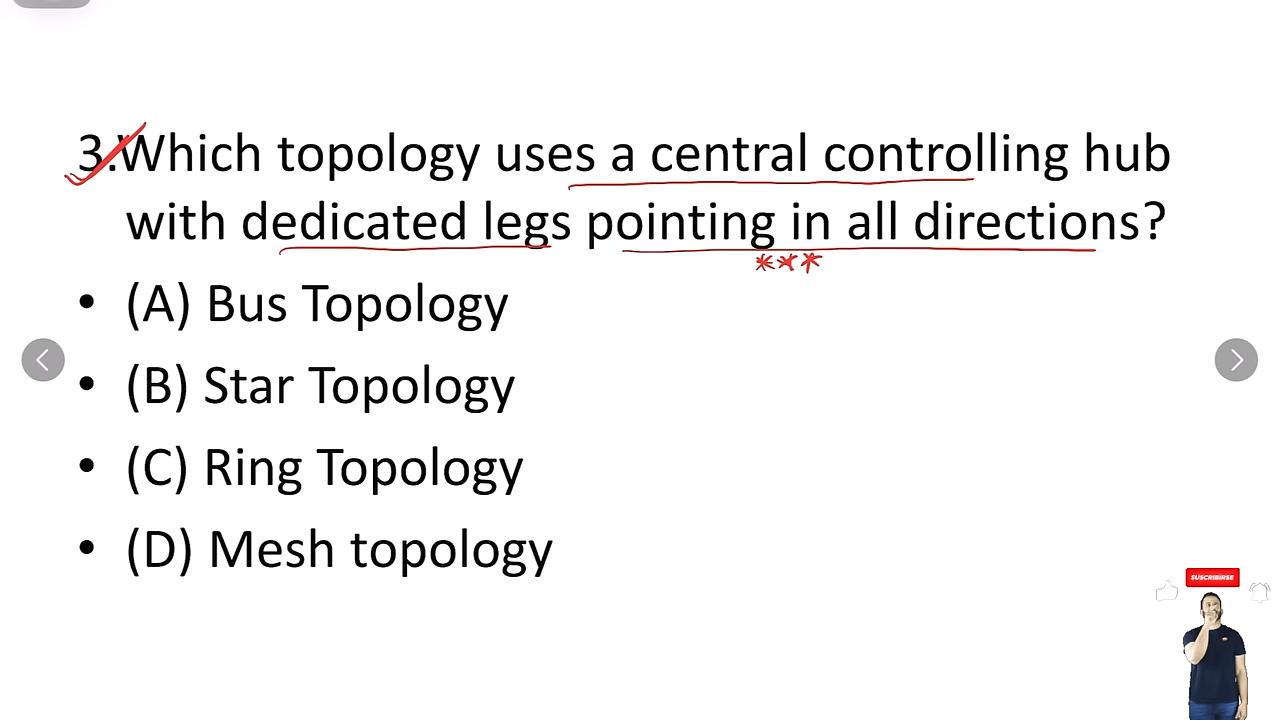 3.Which topology uses a central controlling hub
with dedicated legs pointing in all directions?
***
• (A) Bus Topology
• (B) Star Topology
• (C) Ring Topology
• (D) Mesh topology
SUSCRIBIRSE